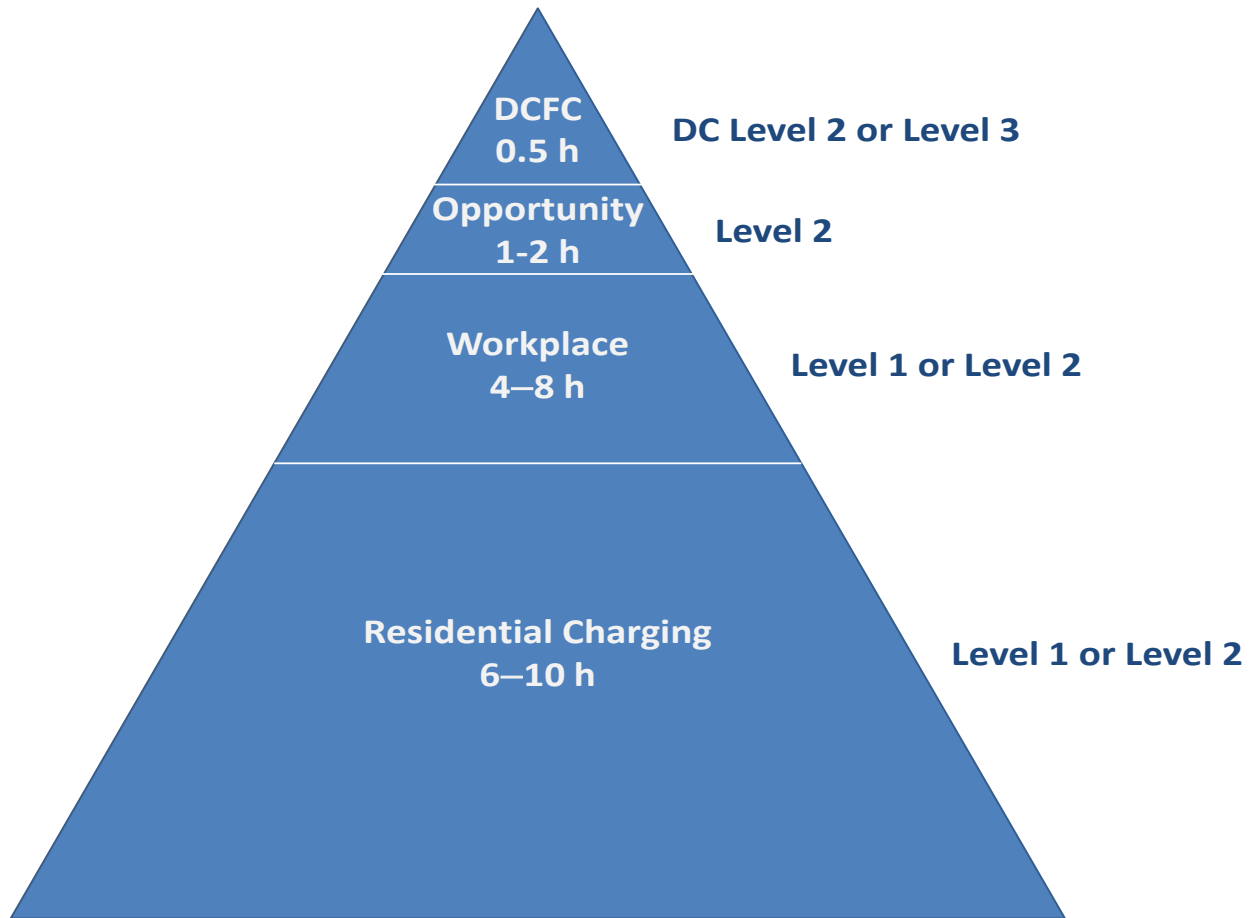 DCFC
0.5 h
DC Level 2 or Level 3
Opportunity
1-2 h
Level 2
Workplace
4–8 h
Level 1 or Level 2
Residential Charging
6–10 h
Level 1 or Level 2